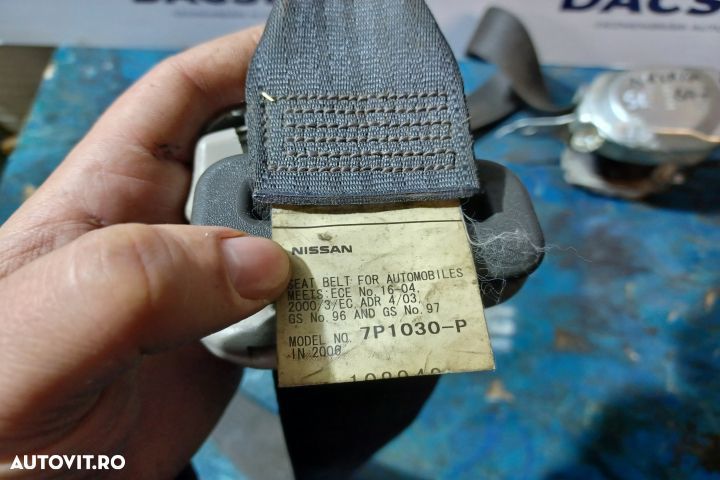 NISSAN
SEAT BELT FOR AUTOMOBILES
MEETS:ECE No.16-04,
2000/3/EC,ADR 4/03,
GS No.96 AND GS No.97
MODEL NO. 7P1030-P
IN 2006
AUTOVIT.RO